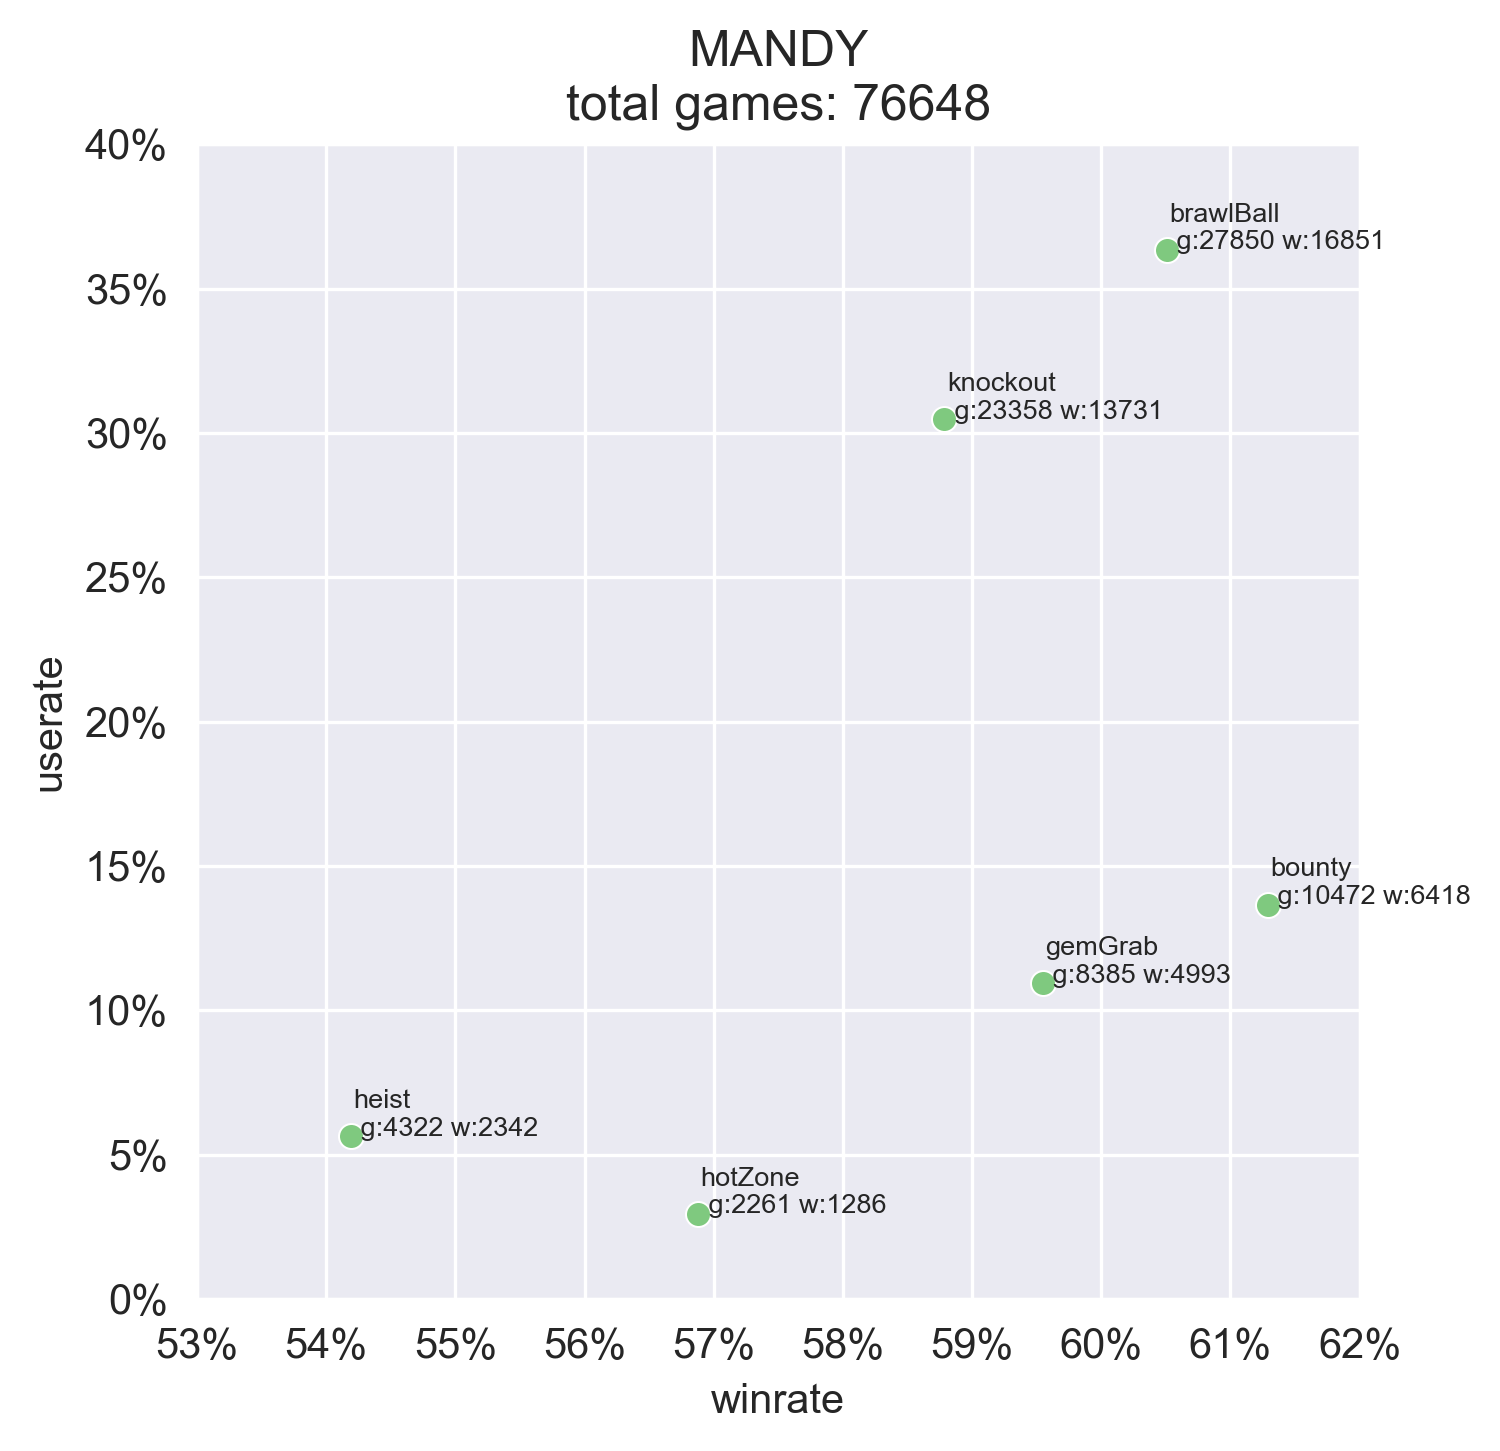 MANDY
total games: 76648
40%
35%
30%
25%
20%
15%
10%
5%
0%
userate
brawlBall
g:27850 w:16851
knockout
g:23358 w:13731
bounty
g:10472 w:6418
gemGrab
g:8385 w:4993
heist
g:4322 w:2342
hotZone
g:2261 w:1286
53% 54% 55% 56% 57% 58% 59% 60% 61% 62%
winrate